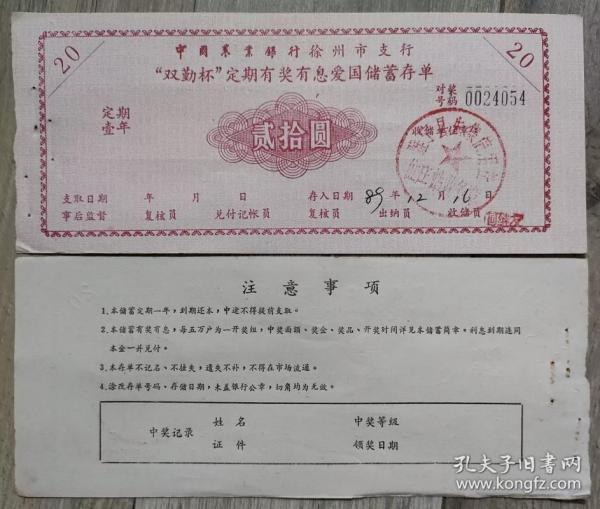 20
20
中国农业银行徐州市支行
“双勤杯”定期有奖有息爱国储蓄存单
对奖号码 0024054
定期壹年
贰拾圆
收储单位章
支取日期 年 月 日 存入日期 89 年 12 月 16 日
事后监督 复核员 兑付记帐员 复核员 出纳员 收储员
注意事项
1.本储蓄定期一年，到期还本，中途不得提前支取。
2.本储蓄有奖有息，每五万户为一开奖组，中奖面额、奖金、奖品、开奖时间详见本储蓄简章。利息到期连同
本金一并兑付。
3.本存单不记名、不挂失，遗失不补，不得在市场流通。
4.涂改存单号码、存储日期，未盖银行公章，切角均为无效。
中奖记录
姓名 中奖等级
证件 领奖日期
孔夫子旧书网
www.kongfz.com